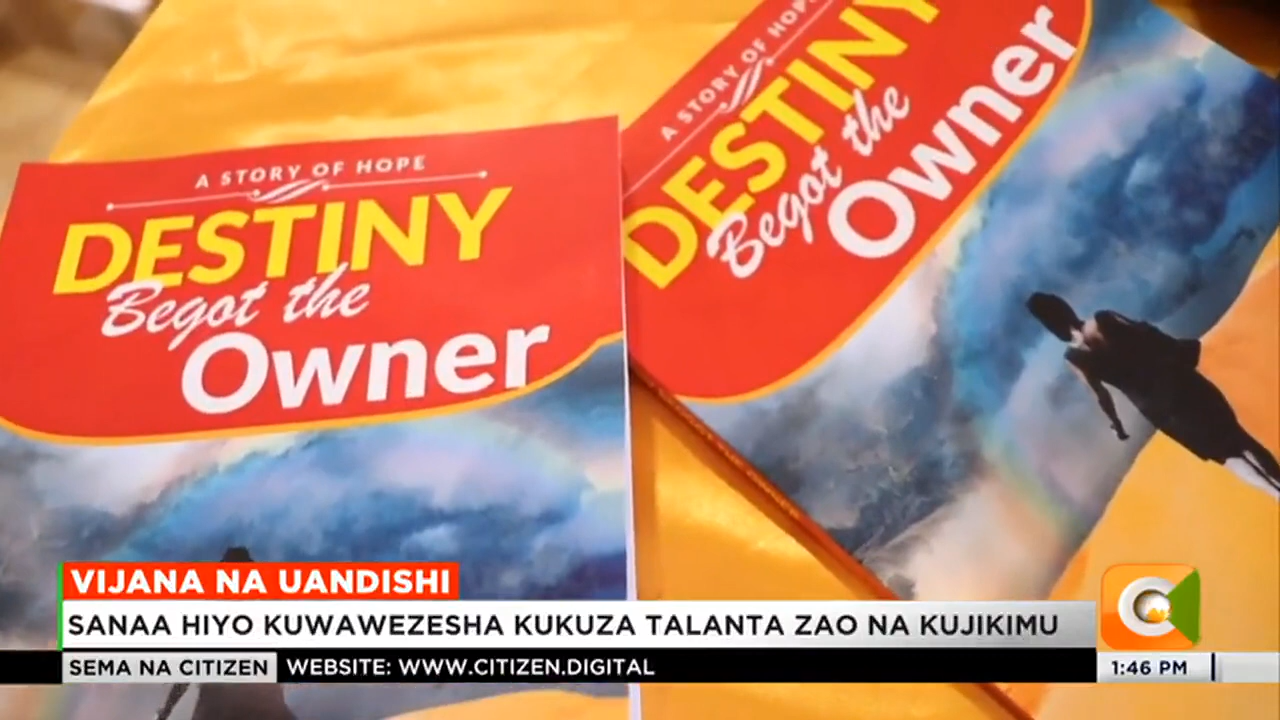 A STORY OF HOPE
DESTINY
Begot the
Owner
A STORY OF HOPE
DESTINY
Begot the
Owner
VIJANA NA UANDISHI
SANAA HIYO KUWAWEZESHA KUKUZA TALANTA ZAO NA KUJIKIMU
SEMA NA CITIZEN
WEBSITE: WWW.CITIZEN.DIGITAL
1:46 PM